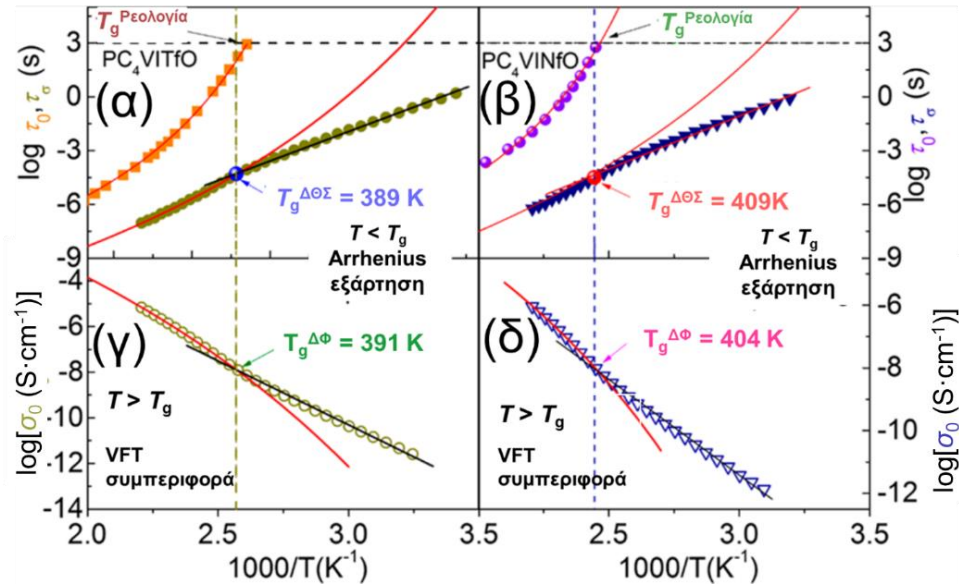 T_g^Ρεολογία
T_g^Ρεολογία
3
3
PC₄VITfO
PC₄VINfO
(α)
(β)
log τ₀, τ_σ (s)
log τ₀, τ_σ (s)
0
0
-3
-3
T_g^ΔΘΣ = 389 K
T_g^ΔΘΣ = 409K
-6
-6
T < T_g
Arrhenius
εξάρτηση
T < T_g
Arrhenius
εξάρτηση
-9
-9
-4
-6
-6
(γ)
(δ)
T_g^ΔΦ = 391 K
T_g^ΔΦ = 404 K
log[σ₀ (S·cm⁻¹)]
log[σ₀ (S·cm⁻¹)]
-8
-8
T > T_g
T > T_g
-10
-10
VFT
συμπεριφορά
VFT
συμπεριφορά
-12
-12
-14
2.0 2.5 3.0 3.5 2.5 3.0 3.5
1000/T(K⁻¹)
1000/T(K⁻¹)